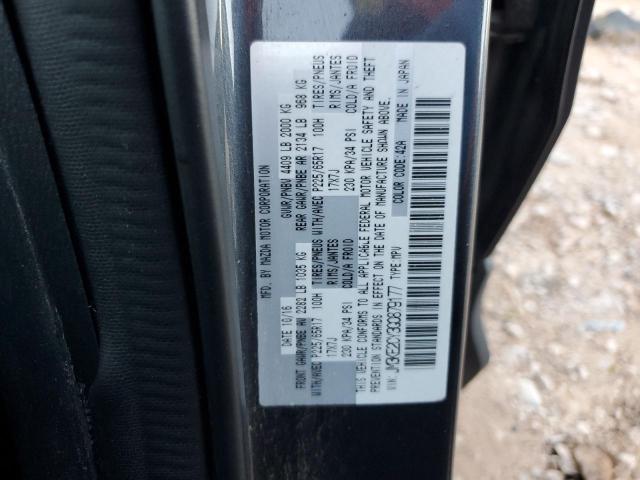 MFD. BY MAZDA MOTOR CORPORATION
DATE 10/16 GVWR/PNBV 4409 LB 2000 KG
FRONT GAWR/PNBE AV 2282 LB 1035 KG REAR GAWR/PNBE AR 2134 LB 968 KG
WITH/AVEC P225/65R17 100H TIRES/PNEUS WITH/AVEC P225/65R17 100H TIRES/PNEUS
17X7J RIMS/JANTES 17X7J RIMS/JANTES
230 KPA/34 PSI COLD/A FROID 230 KPA/34 PSI COLD/A FROID
THIS VEHICLE CONFORMS TO ALL APPLICABLE FEDERAL MOTOR VEHICLE SAFETY AND THEFT
PREVENTION STANDARDS IN EFFECT ON THE DATE OF MANUFACTURE SHOWN ABOVE.
VIN: TYPE: MPV COLOR CODE: 42A MADE IN JAPAN